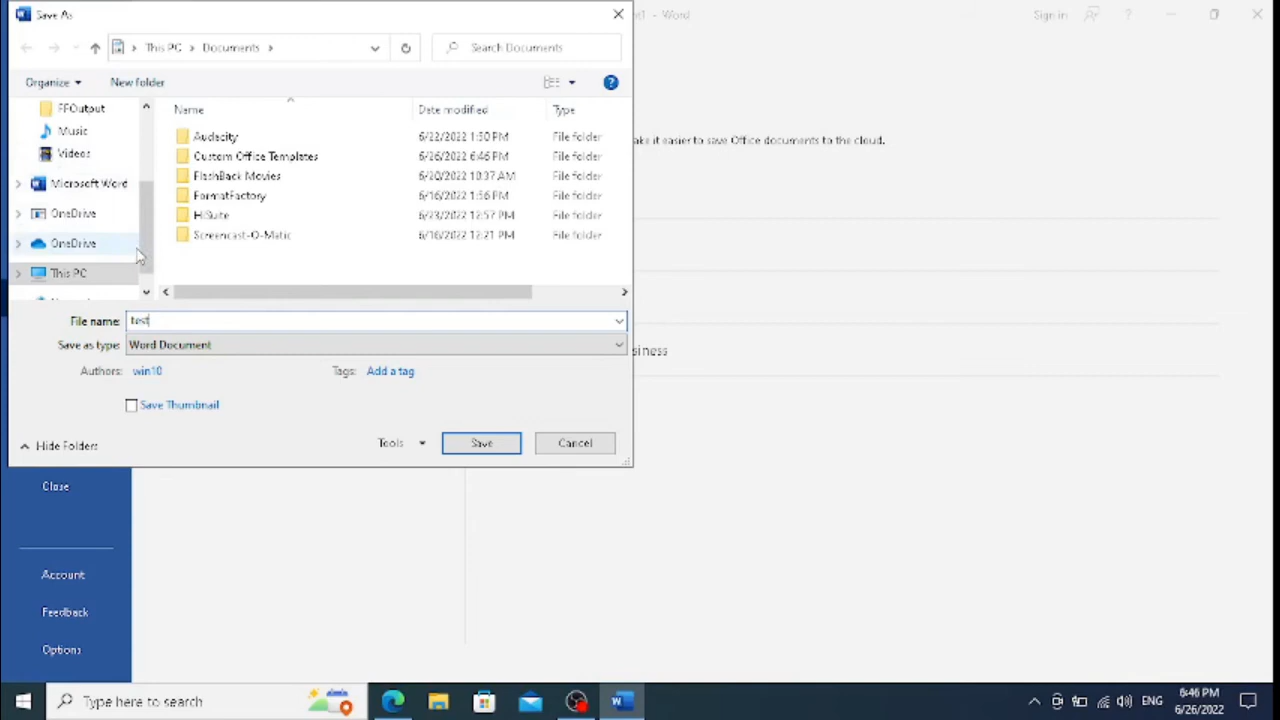 Save As
t1 - Word
Sign in
This PC
Documents
Search Documents
Organize
New folder
Name
Date modified
Type
FFOutput
Music
Videos
Microsoft Word
OneDrive
OneDrive
This PC
Audacity 6/22/2022 1:50 PM File folder
Custom Office Templates 6/26/2022 6:46 PM File folder
FlashBack Movies 6/20/2022 10:37 AM File folder
FormatFactory 6/16/2022 1:56 PM File folder
HiSuite 6/23/2022 12:57 PM File folder
Screencast-O-Matic 6/16/2022 12:21 PM File folder
ake it easier to save Office documents to the cloud.
File name: test
Save as type: Word Document
siness
Authors: win10
Tags: Add a tag
Save Thumbnail
Hide Folders
Tools
Save
Cancel
Close
Account
Feedback
Options
Type here to search
ENG
6:46 PM
6/26/2022